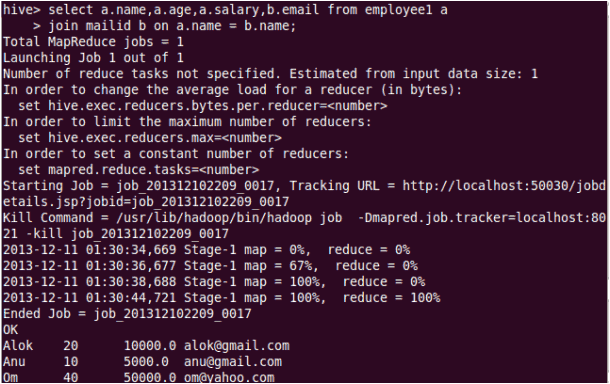 hive> select a.name,a.age,a.salary,b.email from employee1 a
    > join mailid b on a.name = b.name;
Total MapReduce jobs = 1
Launching Job 1 out of 1
Number of reduce tasks not specified. Estimated from input data size: 1
In order to change the average load for a reducer (in bytes):
  set hive.exec.reducers.bytes.per.reducer=<number>
In order to limit the maximum number of reducers:
  set hive.exec.reducers.max=<number>
In order to set a constant number of reducers:
  set mapred.reduce.tasks=<number>
Starting Job = job_201312102209_0017, Tracking URL = http://localhost:50030/jobd
etails.jsp?jobid=job_201312102209_0017
Kill Command = /usr/lib/hadoop/bin/hadoop job  -Dmapred.job.tracker=localhost:80
21 -kill job_201312102209_0017
2013-12-11 01:30:34,669 Stage-1 map = 0%,  reduce = 0%
2013-12-11 01:30:36,677 Stage-1 map = 67%,  reduce = 0%
2013-12-11 01:30:38,688 Stage-1 map = 100%,  reduce = 0%
2013-12-11 01:30:44,721 Stage-1 map = 100%,  reduce = 100%
Ended Job = job_201312102209_0017
OK
Alok    20      10000.0 alok@gmail.com
Anu     10      5000.0  anu@gmail.com
Om      40      50000.0 om@yahoo.com